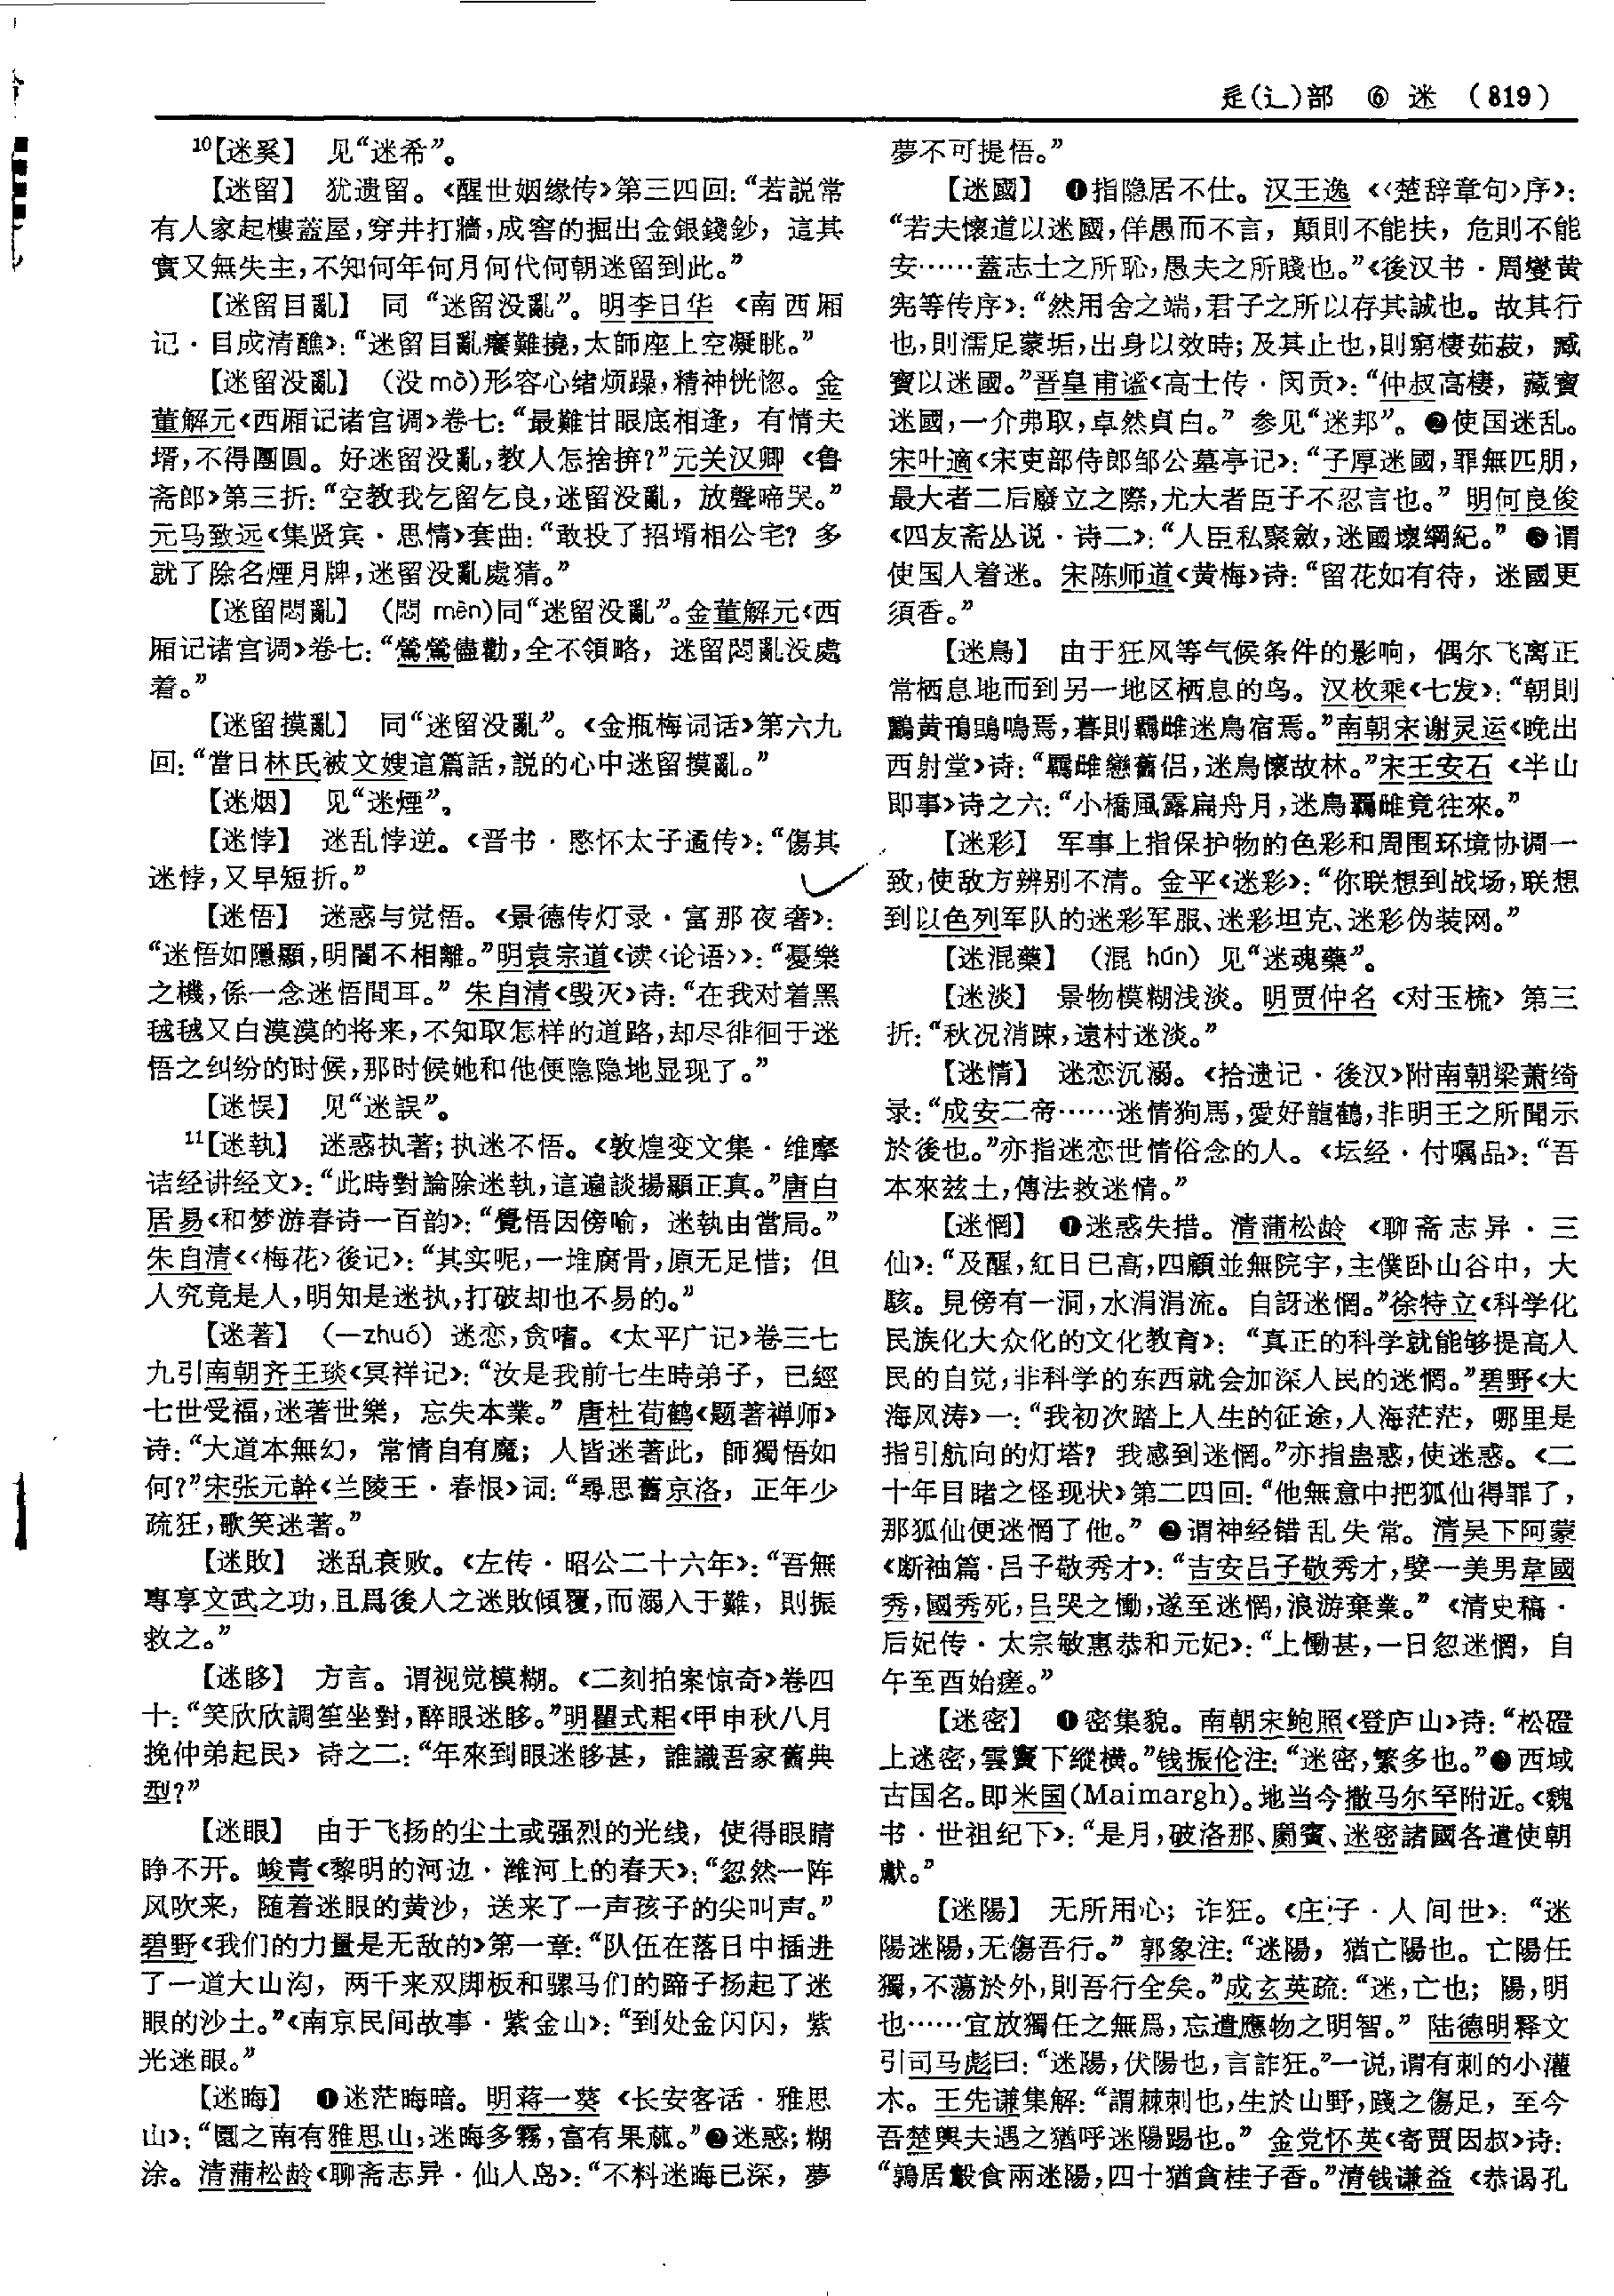 辵(辶)部 ⑥ 迷 (819)
¹⁰【迷奚】 见“迷希”。
【迷留】 犹遗留。《醒世姻缘传》第三四回：“若説常
有人家起樓蓋屋，穿井打牆，成窖的掘出金銀錢鈔，這其
實又無失主，不知何年何月何代何朝迷留到此。”
【迷留目亂】 同“迷留没亂”。明李日华《南西厢
记·目成清醮》：“迷留目亂癢難撓，太師座上空凝眺。”
【迷留没亂】 (没 mò)形容心绪烦躁，精神恍惚。金
董解元《西厢记诸宫调》卷七：“最難甘眼底相逢，有情夫
壻，不得團圓。好迷留没亂，教人怎捨拚？”元关汉卿《鲁
斋郎》第三折：“空教我乞留乞良，迷留没亂，放聲啼哭。”
元马致远《集贤宾·思情》套曲：“敢投了招壻相公宅？多
就了除名煙月牌，迷留没亂處猜。”
【迷留悶亂】 (悶 mèn)同“迷留没亂”。金董解元《西
厢记诸宫调》卷七：“鶯鶯儘勸，全不領略，迷留悶亂没處
着。”
【迷留摸亂】 同“迷留没亂”。《金瓶梅词话》第六九
回：“當日林氏被文嫂這篇話，説的心中迷留摸亂。”
【迷烟】 见“迷煙”。
【迷悖】 迷乱悖逆。《晋书·愍怀太子遹传》：“傷其
迷悖，又早短折。”
【迷悟】 迷惑与觉悟。《景德传灯录·富那夜奢》：
“迷悟如隱顯，明闇不相離。”明袁宗道《读〈论语〉》：“憂樂
之機，係一念迷悟間耳。”朱自清《毁灭》诗：“在我对着黑
毯毯又白漠漠的将来，不知取怎样的道路，却尽徘徊于迷
悟之纠纷的时候，那时候她和他便隐隐地显现了。”
【迷悮】 见“迷誤”。
¹¹【迷執】 迷惑执著；执迷不悟。《敦煌变文集·维摩
诘经讲经文》：“此時對論除迷執，這遍談揚顯正真。”唐白
居易《和梦游春诗一百韵》：“覺悟因傍喻，迷執由當局。”
朱自清《〈梅花〉後记》：“其实呢，一堆腐骨，原无足惜；但
人究竟是人，明知是迷执，打破却也不易的。”
【迷著】 (—zhuó) 迷恋，贪嗜。《太平广记》卷三七
九引南朝齐王琰《冥祥记》：“汝是我前七生時弟子，已經
七世受福，迷著世樂，忘失本業。”唐杜荀鹤《题著禅师》
诗：“大道本無幻，常情自有魔；人皆迷著此，師獨悟如
何？”宋张元幹《兰陵王·春恨》词：“尋思舊京洛，正年少
疏狂，歌笑迷著。”
【迷敗】 迷乱衰败。《左传·昭公二十六年》：“吾無
專享文武之功，且爲後人之迷敗傾覆，而溺入于難，則振
救之。”
【迷眵】 方言。谓视觉模糊。《二刻拍案惊奇》卷四
十：“笑欣欣調笙坐對，醉眼迷眵。”明瞿式耜《甲申秋八月
挽仲弟起民》诗之二：“年來到眼迷眵甚，誰識吾家舊典
型？”
【迷眼】 由于飞扬的尘土或强烈的光线，使得眼睛
睁不开。峻青《黎明的河边·潍河上的春天》：“忽然一阵
风吹来，随着迷眼的黄沙，送来了一声孩子的尖叫声。”
碧野《我们的力量是无敌的》第一章：“队伍在落日中插进
了一道大山沟，两千来双脚板和骡马们的蹄子扬起了迷
眼的沙土。”《南京民间故事·紫金山》：“到处金闪闪，紫
光迷眼。”
【迷晦】 ❶迷茫晦暗。明蒋一葵《长安客话·雅思
山》：“圜之南有雅思山，迷晦多霧，富有果蓏。”❷迷惑；糊
涂。清蒲松龄《聊斋志异·仙人岛》：“不料迷晦已深，夢
夢不可提悟。”
【迷國】 ❶指隐居不仕。汉王逸《〈楚辞章句〉序》：
“若夫懷道以迷國，佯愚而不言，顛則不能扶，危則不能
安……蓋志士之所恥，愚夫之所賤也。”《後汉书·周燮黄
宪等传序》：“然用舍之端，君子之所以存其誠也。故其行
也，則濡足蒙垢，出身以效時；及其止也，則窮棲茹菽，臧
寶以迷國。”晋皇甫谧《高士传·闵贡》：“仲叔高棲，藏寶
迷國，一介弗取，卓然貞白。”参见“迷邦”。❷使国迷乱。
宋叶適《宋吏部侍郎邹公墓亭记》：“子厚迷國，罪無匹朋，
最大者二后廢立之際，尤大者臣子不忍言也。”明何良俊
《四友斋丛说·诗二》：“人臣私聚斂，迷國壞綱紀。”❸谓
使国人着迷。宋陈师道《黄梅》诗：“留花如有待，迷國更
須香。”
【迷鳥】 由于狂风等气候条件的影响，偶尔飞离正
常栖息地而到另一地区栖息的鸟。汉枚乘《七发》：“朝則
鸝黄鳱鴠鳴焉，暮則羈雌迷鳥宿焉。”南朝宋谢灵运《晚出
西射堂》诗：“羈雌戀舊侣，迷鳥懷故林。”宋王安石《半山
即事》诗之六：“小橋風露扁舟月，迷鳥羈雌竟往來。”
【迷彩】 军事上指保护物的色彩和周围环境协调一
致，使敌方辨别不清。金平《迷彩》：“你联想到战场，联想
到以色列军队的迷彩军服、迷彩坦克、迷彩伪装网。”
【迷混藥】 (混 hún) 见“迷魂藥”。
【迷淡】 景物模糊浅淡。明贾仲名《对玉梳》第三
折：“秋况消踈，遠村迷淡。”
【迷情】 迷恋沉溺。《拾遗记·後汉》附南朝梁萧绮
录：“成安二帝……迷情狗馬，愛好龍鶴，非明王之所聞示
於後也。”亦指迷恋世情俗念的人。《坛经·付嘱品》：“吾
本來玆土，傳法救迷情。”
【迷惘】 ❶迷惑失措。清蒲松龄《聊斋志异·三
仙》：“及醒，紅日已高，四顧並無院宇，主僕卧山谷中，大
駭。見傍有一洞，水涓涓流。自訝迷惘。”徐特立《科学化
民族化大众化的文化教育》：“真正的科学就能够提高人
民的自觉，非科学的东西就会加深人民的迷惘。”碧野《大
海风涛》一：“我初次踏上人生的征途，人海茫茫，哪里是
指引航向的灯塔？我感到迷惘。”亦指蛊惑，使迷惑。《二
十年目睹之怪现状》第二四回：“他無意中把狐仙得罪了，
那狐仙便迷惘了他。”❷谓神经错乱失常。清吴下阿蒙
《断袖篇·吕子敬秀才》：“吉安吕子敬秀才，嬖一美男韋國
秀，國秀死，吕哭之慟，遂至迷惘，浪游棄業。”《清史稿·
后妃传·太宗敏惠恭和元妃》：“上慟甚，一日忽迷惘，自
午至酉始瘥。”
【迷密】 ❶密集貌。南朝宋鲍照《登庐山》诗：“松磴
上迷密，雲竇下縱横。”钱振伦注：“迷密，繁多也。”❷西域
古国名。即米国(Maimargh)。地当今撒马尔罕附近。《魏
书·世祖纪下》：“是月，破洛那、罽賓、迷密諸國各遣使朝
獻。”
【迷陽】 无所用心；诈狂。《庄子·人间世》：“迷
陽迷陽，无傷吾行。”郭象注：“迷陽，猶亡陽也。亡陽任
獨，不蕩於外，則吾行全矣。”成玄英疏：“迷，亡也；陽，明
也……宜放獨任之無爲，忘遣應物之明智。”陆德明释文
引司马彪曰：“迷陽，伏陽也，言詐狂。”一说，谓有刺的小灌
木。王先谦集解：“謂棘刺也，生於山野，踐之傷足，至今
吾楚輿夫遇之猶呼迷陽踢也。”金党怀英《寄贾因叔》诗：
“鶉居鷇食兩迷陽，四十猶貪桂子香。”清钱谦益《恭谒孔